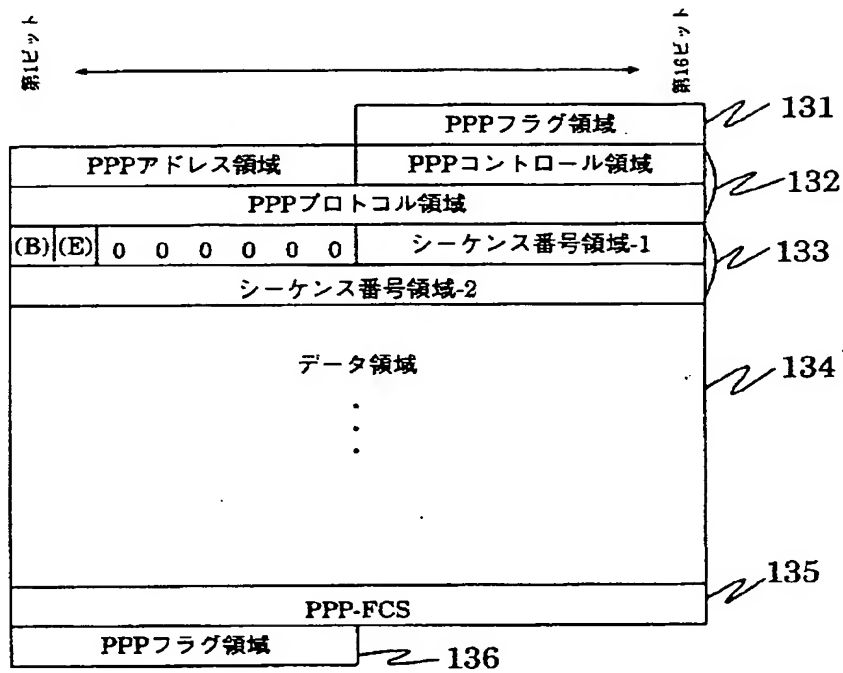 第1ビット
第16ビット
PPPフラグ領域
131
PPPアドレス領域
PPPコントロール領域
132
PPPプロトコル領域
(B)
(E)
0 0 0 0 0 0
シーケンス番号領域-1
133
シーケンス番号領域-2
データ領域
134
135
PPP-FCS
PPPフラグ領域
136